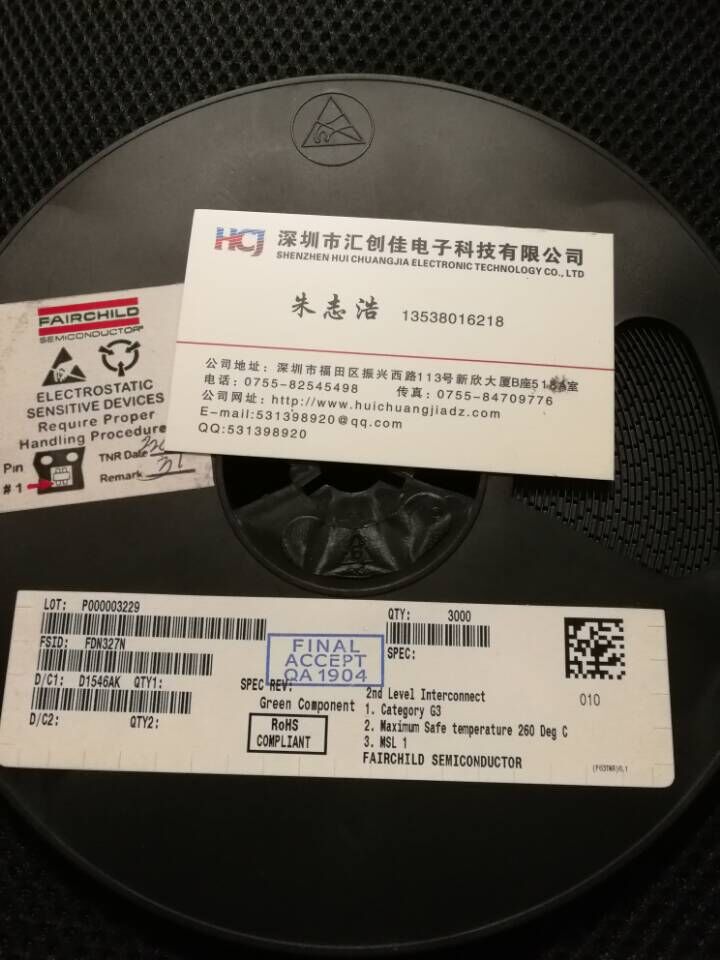 HCJ 深圳市汇创佳电子科技有限公司
SHENZHEN HUI CHUANGJIA ELECTRONIC TECHNOLOGY CO., LTD
朱志浩 13538016218
公司地址：深圳市福田区振兴西路113号新欣大厦B座518A室
电话：0755-82545498 传真：0755-84709776
公司网址：http://www.huichuangjiadz.com
E-mail:531398920@qq.com
QQ:531398920
FAIRCHILD
SEMICONDUCTOR
ELECTROSTATIC
SENSITIVE DEVICES
Require Proper
Handling Procedure
Pin
# 1
TNR Date
Remark
LOT: P000003229
FSID: FDN327N
D/C1: D1546AK QTY1:
D/C2: QTY2:
FINAL
ACCEPT
QA 1904
SPEC REV:
Green Component
RoHS
COMPLIANT
QTY: 3000
SPEC:
2nd Level Interconnect
1. Category G3
2. Maximum Safe temperature 260 Deg C
3. MSL 1
FAIRCHILD SEMICONDUCTOR
010